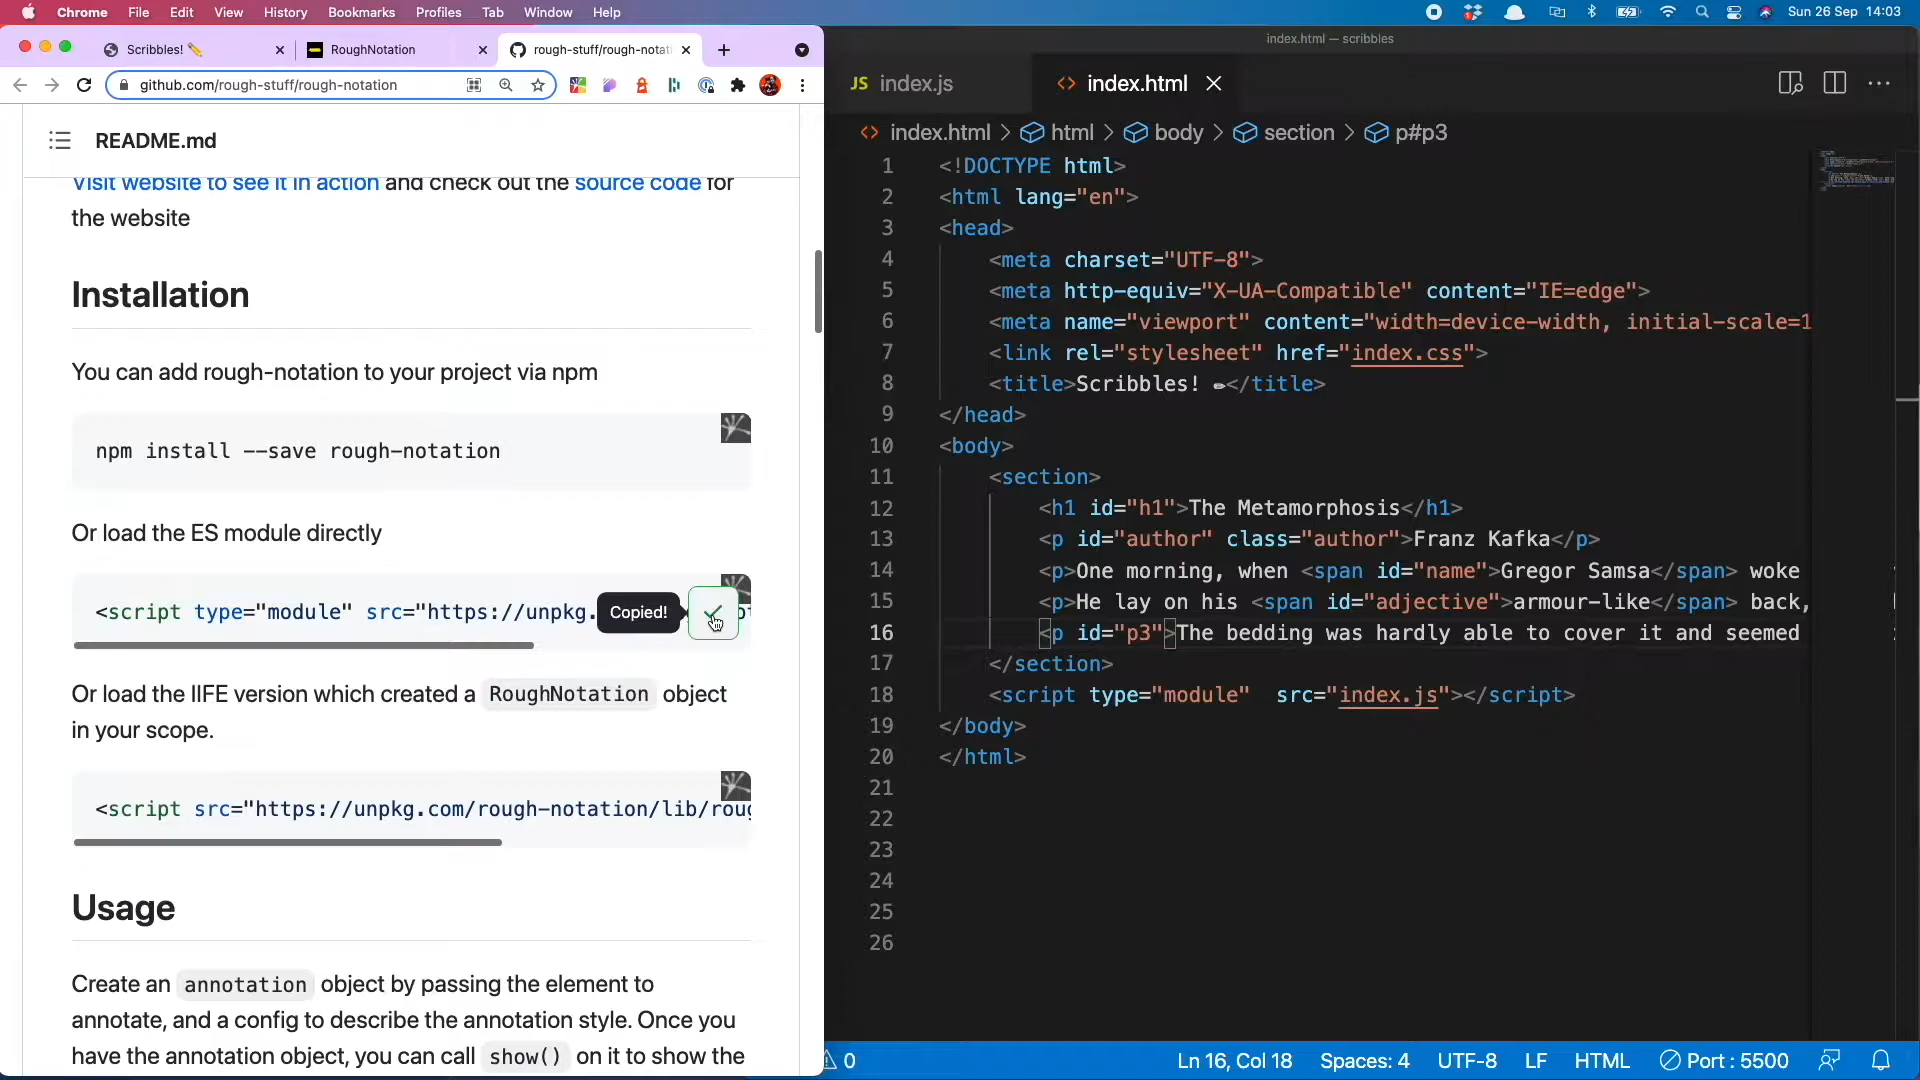 Chrome File Edit View History Bookmarks Profiles Tab Window Help Sun 26 Sep 14:03
Scribbles! ✏️ RoughNotation rough-stuff/rough-notati
github.com/rough-stuff/rough-notation
README.md
Visit website to see it in action and check out the source code for
the website
Installation
You can add rough-notation to your project via npm
npm install --save rough-notation
Or load the ES module directly
<script type="module" src="https://unpkg.
Copied!
Or load the IIFE version which created a RoughNotation object
in your scope.
<script src="https://unpkg.com/rough-notation/lib/roug
Usage
Create an annotation object by passing the element to
annotate, and a config to describe the annotation style. Once you
have the annotation object, you can call show() on it to show the
index.html — scribbles
JS index.js <> index.html
<> index.html > html > body > section > p#p3
1 <!DOCTYPE html>
2 <html lang="en">
3 <head>
4 <meta charset="UTF-8">
5 <meta http-equiv="X-UA-Compatible" content="IE=edge">
6 <meta name="viewport" content="width=device-width, initial-scale=1
7 <link rel="stylesheet" href="index.css">
8 <title>Scribbles! ✏</title>
9 </head>
10 <body>
11 <section>
12 <h1 id="h1">The Metamorphosis</h1>
13 <p id="author" class="author">Franz Kafka</p>
14 <p>One morning, when <span id="name">Gregor Samsa</span> woke
15 <p>He lay on his <span id="adjective">armour-like</span> back,
16 <p id="p3">The bedding was hardly able to cover it and seemed
17 </section>
18 <script type="module"  src="index.js"></script>
19 </body>
20 </html>
21
22
23
24
25
26
0 Ln 16, Col 18 Spaces: 4 UTF-8 LF HTML Port : 5500